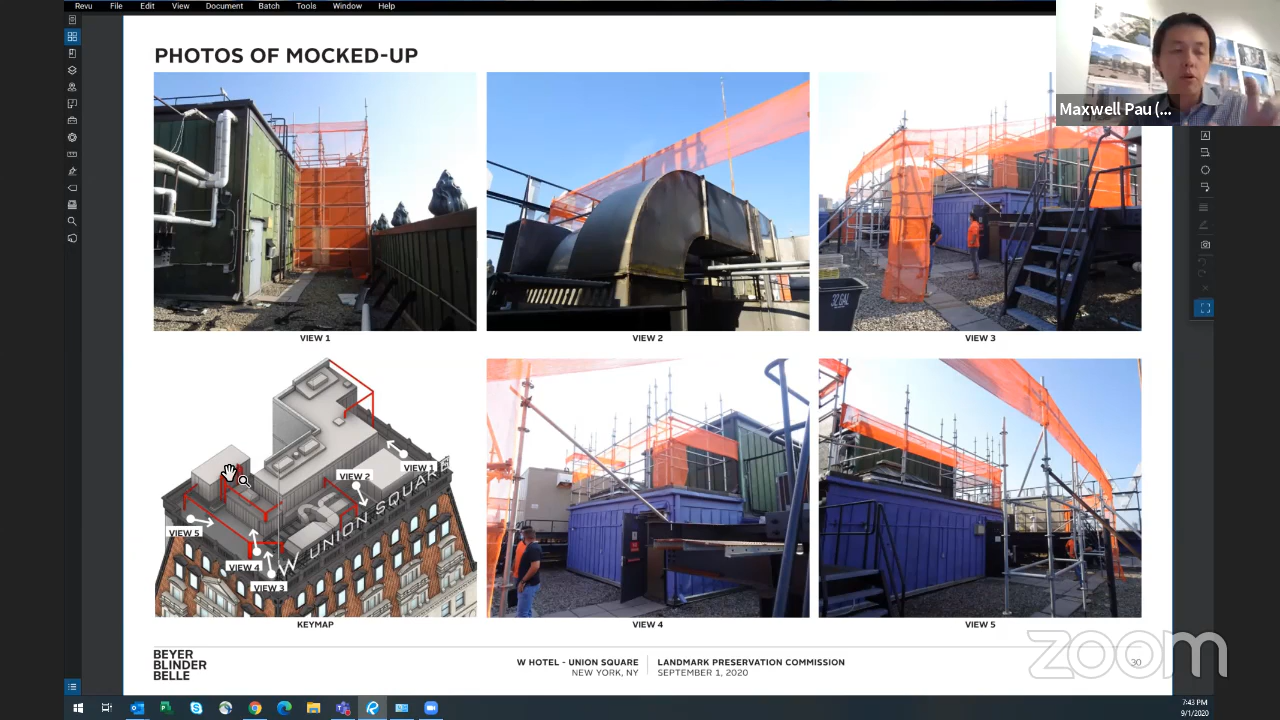 Revu File Edit View Document Batch Tools Window Help
PHOTOS OF MOCKED-UP
Maxwell Pau (...
32 GAL
VIEW 1
VIEW 2
VIEW 3
VIEW 1
VIEW 2
W UNION SQUARE
VIEW 5
VIEW 4
VIEW 3
KEYMAP
VIEW 4
VIEW 5
BEYER
BLINDER
BELLE
W HOTEL - UNION SQUARE
NEW YORK, NY
LANDMARK PRESERVATION COMMISSION
SEPTEMBER 1, 2020
30
zoom
7:43 PM
9/1/2020